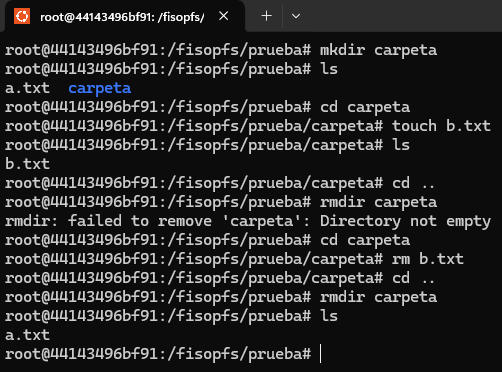 root@44143496bf91: /fisopfs/
root@44143496bf91:/fisopfs/prueba# mkdir carpeta
root@44143496bf91:/fisopfs/prueba# ls
a.txt  carpeta
root@44143496bf91:/fisopfs/prueba# cd carpeta
root@44143496bf91:/fisopfs/prueba/carpeta# touch b.txt
root@44143496bf91:/fisopfs/prueba/carpeta# ls
b.txt
root@44143496bf91:/fisopfs/prueba/carpeta# cd ..
root@44143496bf91:/fisopfs/prueba# rmdir carpeta
rmdir: failed to remove 'carpeta': Directory not empty
root@44143496bf91:/fisopfs/prueba# cd carpeta
root@44143496bf91:/fisopfs/prueba/carpeta# rm b.txt
root@44143496bf91:/fisopfs/prueba/carpeta# cd ..
root@44143496bf91:/fisopfs/prueba# rmdir carpeta
root@44143496bf91:/fisopfs/prueba# ls
a.txt
root@44143496bf91:/fisopfs/prueba#